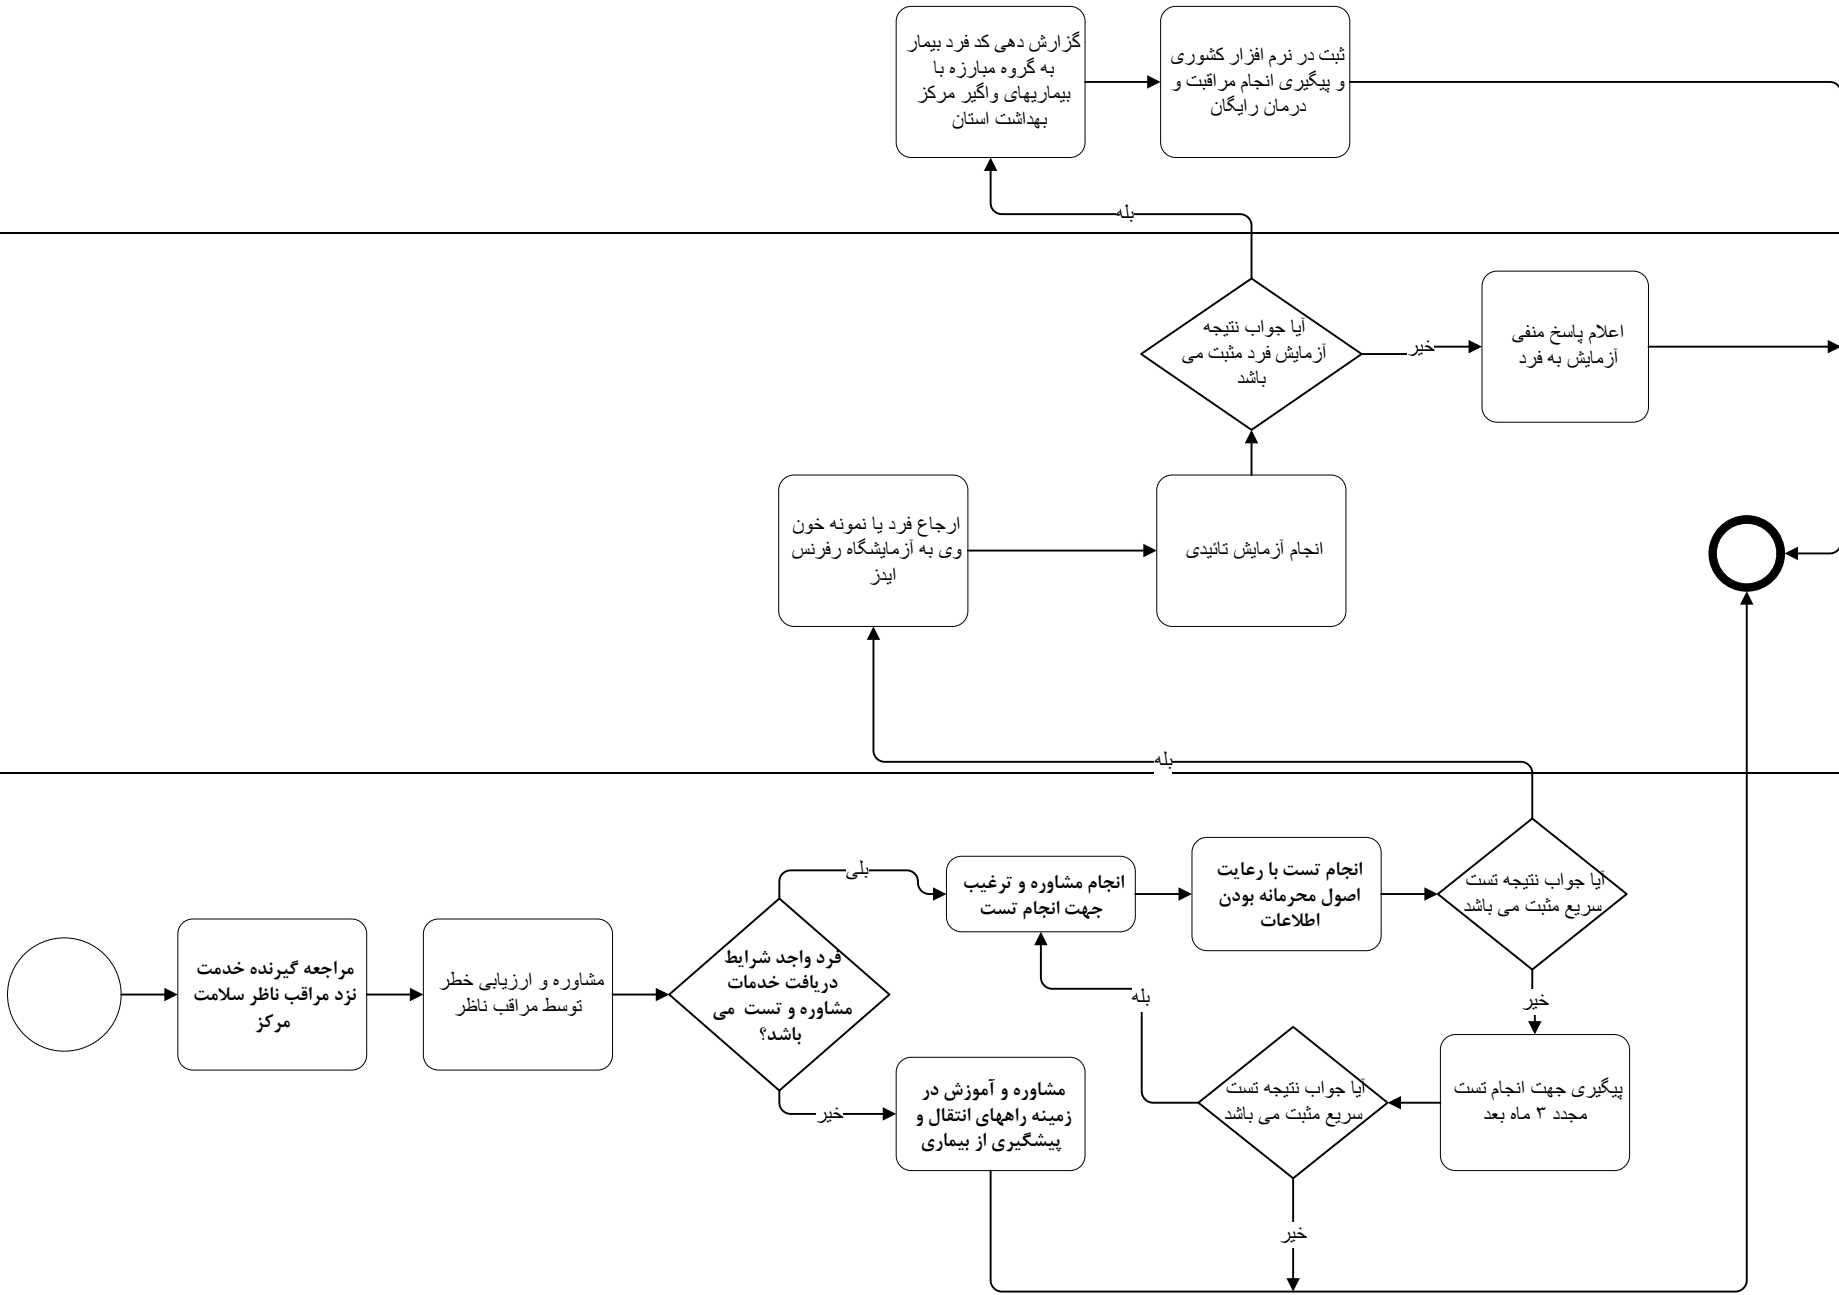 گزارش دهی کد فرد بیمار
به گروه مبارزه با
بیماریهای واگیر مرکز
بهداشت استان
ثبت در نرم افزار کشوری
و پیگیری انجام مراقبت و
درمان رایگان
بله
آیا جواب نتیجه
آزمایش فرد مثبت می
باشد
خیر
اعلام پاسخ منفی
آزمایش به فرد
ارجاع فرد یا نمونه خون
وی به آزمایشگاه رفرنس
ایدز
انجام آزمایش تائیدی
بله
مراجعه گیرنده خدمت
نزد مراقب ناظر سلامت
مرکز
مشاوره و ارزیابی خطر
توسط مراقب ناظر
فرد واجد شرایط
دریافت خدمات
مشاوره و تست می
باشد؟
بلی
انجام مشاوره و ترغیب
جهت انجام تست
انجام تست با رعایت
اصول محرمانه بودن
اطلاعات
آیا جواب نتیجه تست
سریع مثبت می باشد
خیر
پیگیری جهت انجام تست
مجدد ۳ ماه بعد
آیا جواب نتیجه تست
سریع مثبت می باشد
بله
خیر
خیر
مشاوره و آموزش در
زمینه راههای انتقال و
پیشگیری از بیماری